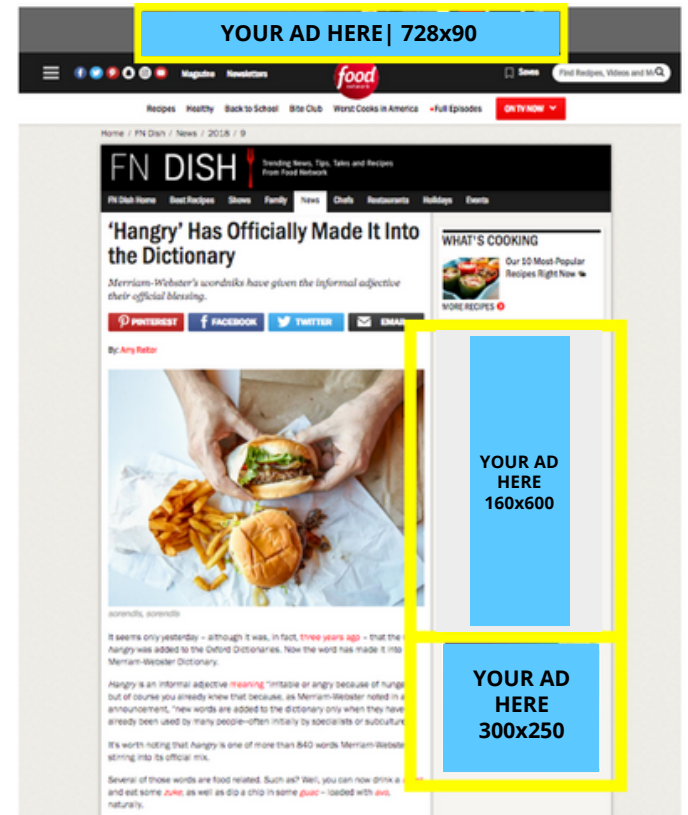 YOUR AD HERE| 728x90
Magazine Newsletters food network Saves Find Recipes, Videos and Mo
Recipes Healthy Back to School Bite Club Worst Cooks in America •Full Episodes ON TV NOW
Home / FN Dish / News / 2018 / 9
FN DISH
Trending News, Tips, Tales and Recipes
From Food Network
FN Dish Home Best Recipes Shows Family News Chefs Restaurants Holidays Events
‘Hangry’ Has Officially Made It Into
the Dictionary
Merriam-Webster's wordniks have given the informal adjective
their official blessing.
PINTEREST FACEBOOK TWITTER EMAIL
By: Amy Reiter
WHAT'S COOKING
Our 10 Most-Popular
Recipes Right Now
MORE RECIPES
YOUR AD
HERE
160x600
sorendls, sorendls
It seems only yesterday – although it was, in fact, three years ago – that the
hangry was added to the Oxford Dictionaries. Now the word has made it into
Merriam-Webster Dictionary.
Hangry is an informal adjective meaning "irritable or angry because of hunge
but of course you already knew that because, as Merriam-Webster noted in a
announcement, "new words are added to the dictionary only when they have
already been used by many people–often initially by specialists or subculture
It's worth noting that hangry is one of more than 840 words Merriam-Webste
stirring into its official mix.
Several of those words are food related. Such as? Well, you can now drink a
and eat some zuke, as well as dip a chip in some guac – loaded with avo,
naturally.
YOUR AD
HERE
300x250